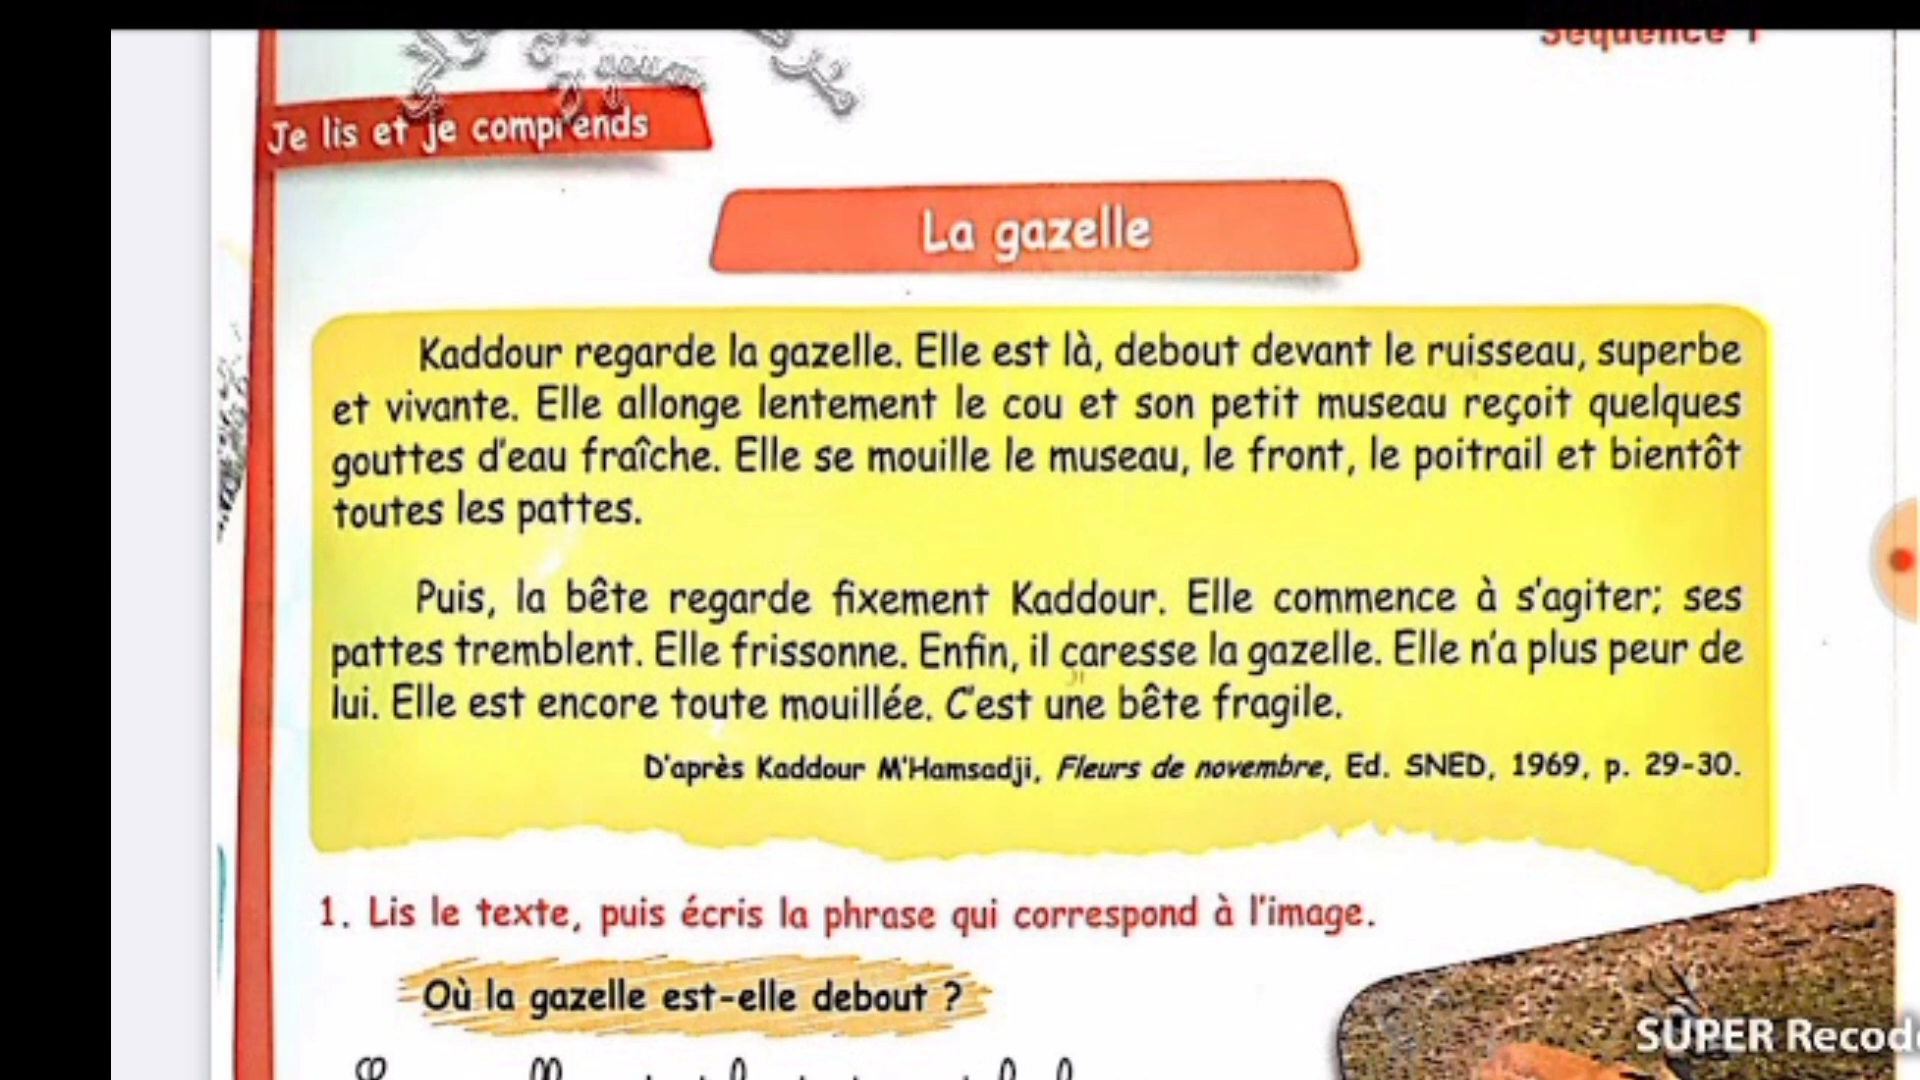 Séquence 1
Je lis et je comprends
La gazelle
Kaddour regarde la gazelle. Elle est là, debout devant le ruisseau, superbe
et vivante. Elle allonge lentement le cou et son petit museau reçoit quelques
gouttes d'eau fraîche. Elle se mouille le museau, le front, le poitrail et bientôt
toutes les pattes.
Puis, la bête regarde fixement Kaddour. Elle commence à s'agiter; ses
pattes tremblent. Elle frissonne. Enfin, il caresse la gazelle. Elle n'a plus peur de
lui. Elle est encore toute mouillée. C'est une bête fragile.
D'après Kaddour M'Hamsadji, Fleurs de novembre, Ed. SNED, 1969, p. 29-30.
1. Lis le texte, puis écris la phrase qui correspond à l'image.
Où la gazelle est-elle debout ?
SUPER Recode